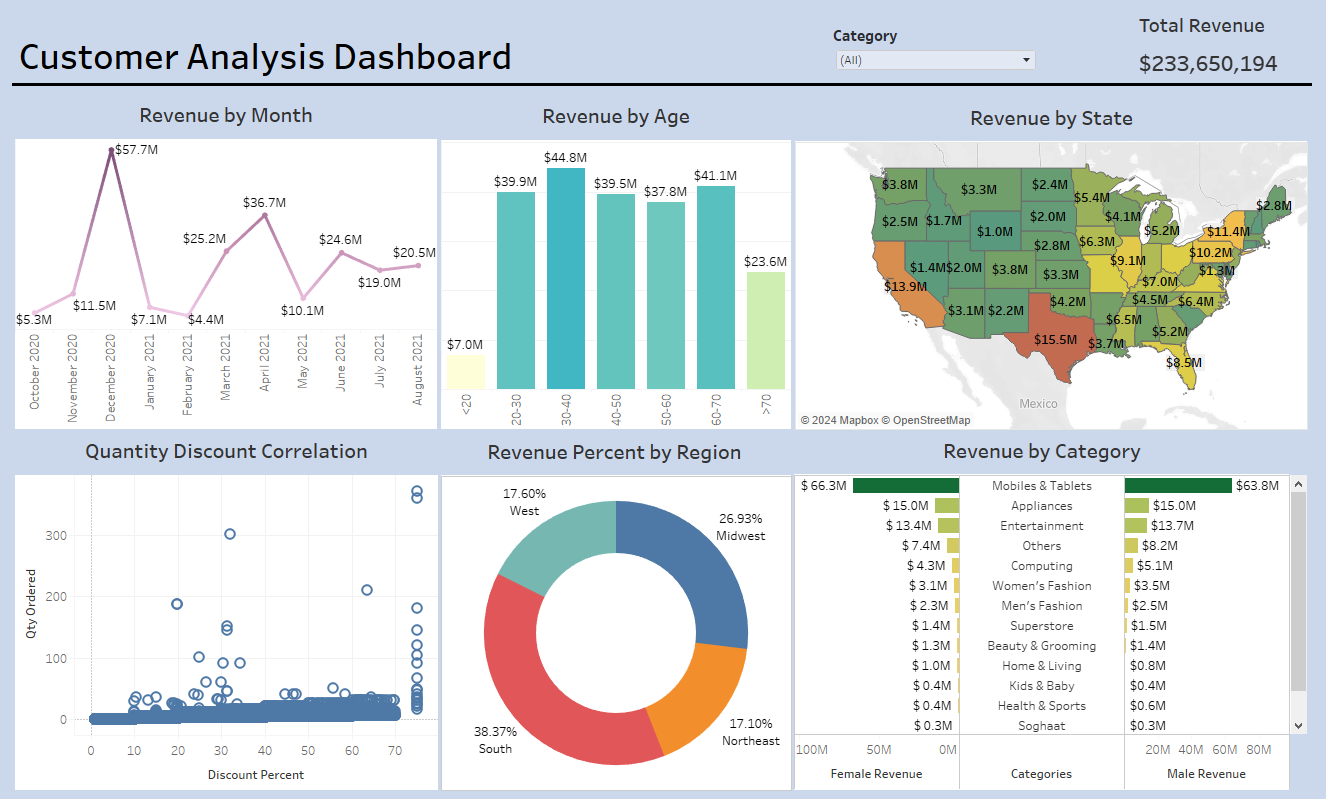 Customer Analysis Dashboard
Category
(All)
Total Revenue
$233,650,194
Revenue by Month
$57.7M
$36.7M
$25.2M
$24.6M
$20.5M
$19.0M
$11.5M
$10.1M
$5.3M
$7.1M
$4.4M
October 2020
November 2020
December 2020
January 2021
February 2021
March 2021
April 2021
May 2021
June 2021
July 2021
August 2021
Revenue by Age
$7.0M
$39.9M
$44.8M
$39.5M
$37.8M
$41.1M
$23.6M
<20
20-30
30-40
40-50
50-60
60-70
>70
Revenue by State
$3.8M
$3.3M
$2.4M
$5.4M
$2.8M
$2.5M
$1.7M
$1.0M
$2.0M
$4.1M
$5.2M
$11.4M
$2.8M
$6.3M
$10.2M
$13.9M
$1.4M
$2.0M
$3.8M
$3.3M
$9.1M
$7.0M
$1.3M
$3.1M
$2.2M
$4.2M
$4.5M
$6.4M
$6.5M
$5.2M
$15.5M
$3.7M
$8.5M
Mexico
© 2024 Mapbox © OpenStreetMap
Quantity Discount Correlation
Qty Ordered
300
200
100
0
0 10 20 30 40 50 60 70
Discount Percent
Revenue Percent by Region
17.60%
West
26.93%
Midwest
38.37%
South
17.10%
Northeast
Revenue by Category
$ 66.3M Mobiles & Tablets $63.8M
$ 15.0M Appliances $15.0M
$ 13.4M Entertainment $13.7M
$ 7.4M Others $8.2M
$ 4.3M Computing $5.1M
$ 3.1M Women's Fashion $3.5M
$ 2.3M Men's Fashion $2.5M
$ 1.4M Superstore $1.5M
$ 1.3M Beauty & Grooming $1.4M
$ 1.0M Home & Living $0.8M
$ 0.4M Kids & Baby $0.4M
$ 0.4M Health & Sports $0.6M
$ 0.3M Soghaat $0.3M
100M 50M 0M 20M 40M 60M 80M
Female Revenue Categories Male Revenue